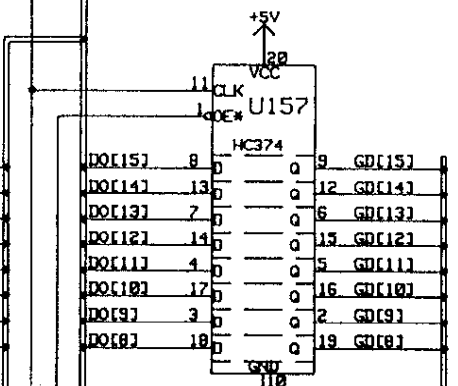 +5V
20
VCC
11 CLK
U157
1 OE*
HC374
DO[15] 8 D Q 9 GD[15]
DO[14] 13 D Q 12 GD[14]
DO[13] 7 D Q 6 GD[13]
DO[12] 14 D Q 15 GD[12]
DO[11] 4 D Q 5 GD[11]
DO[10] 17 D Q 16 GD[10]
DO[9] 3 D Q 2 GD[9]
DO[8] 18 D Q 19 GD[8]
GND
10